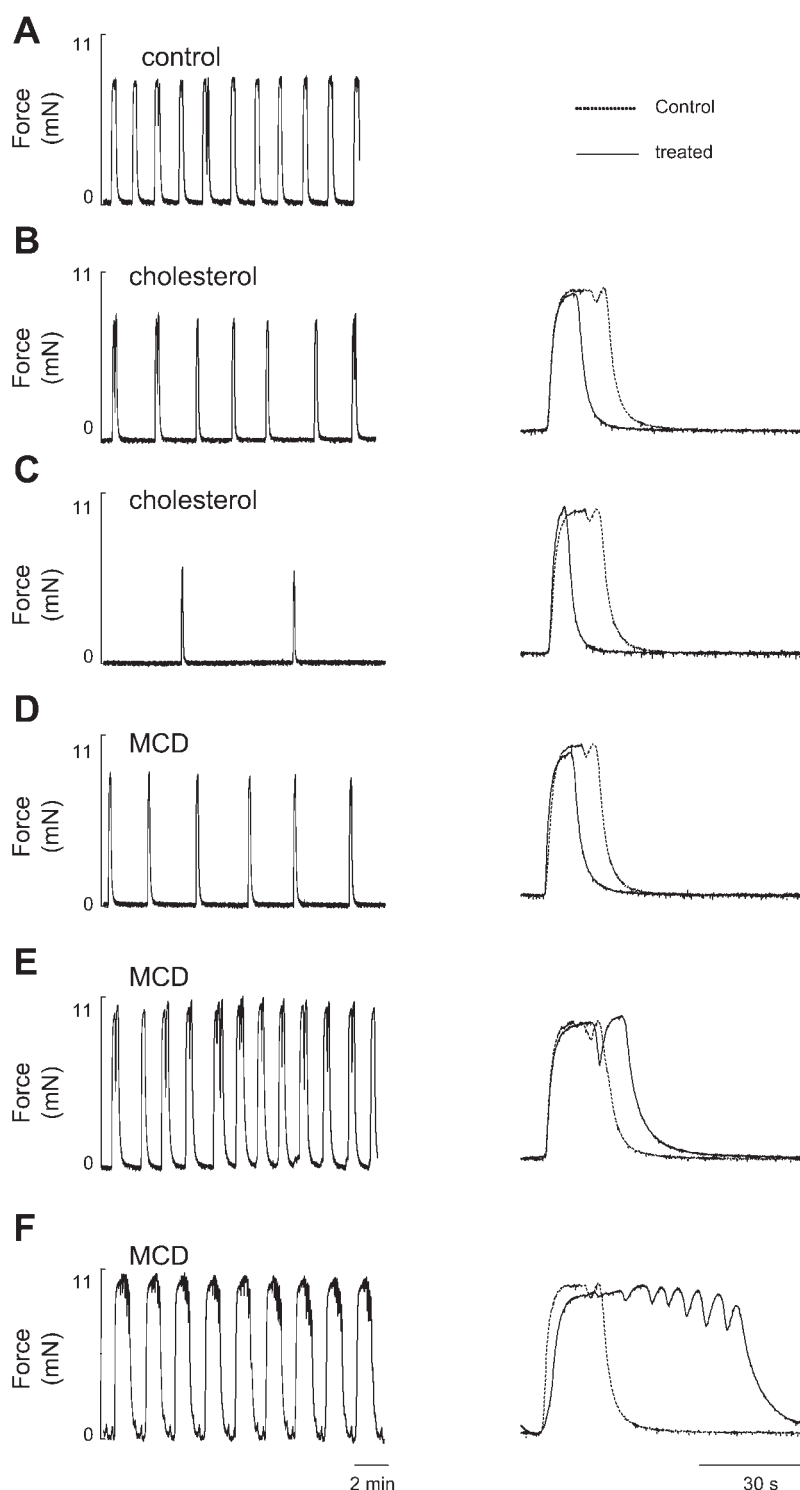 A
11
control
Force
(mN)
0
Control
treated
B
11
cholesterol
Force
(mN)
0
C
11
cholesterol
Force
(mN)
0
D
11
MCD
Force
(mN)
0
E
MCD
11
Force
(mN)
0
F
MCD
11
Force
(mN)
0
2 min
30 s